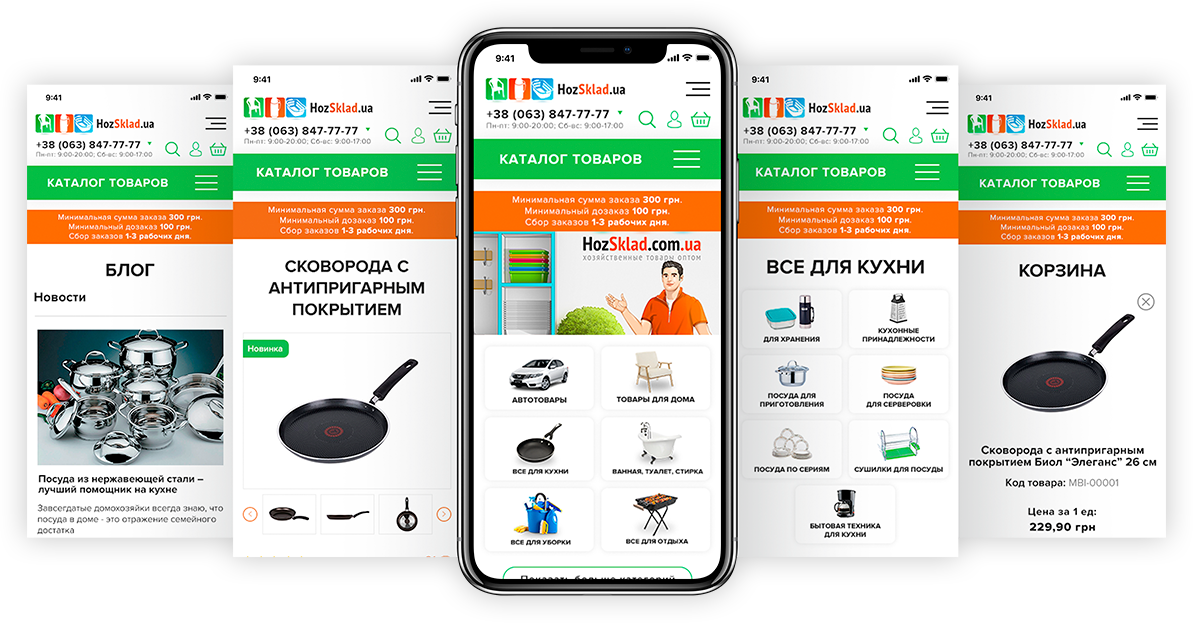 9:41
HozSklad.ua
+38 (063) 847-77-77
Пн-пт: 9:00-20:00; Сб-вс: 9:00-17:00
КАТАЛОГ ТОВАРОВ
Минимальная сумма заказа 300 грн.
Минимальный дозаказ 100 грн.
Сбор заказов 1-3 рабочих дня.
БЛОГ
Новости
Посуда из нержавеющей стали –
лучший помощник на кухне
Завсегдатые домохозяйки всегда знаю, что
посуда в доме - это отражение семейного
достатка
9:41
HozSklad.ua
+38 (063) 847-77-77
Пн-пт: 9:00-20:00; Сб-вс: 9:00-17:00
КАТАЛОГ ТОВАРОВ
Минимальная сумма заказа 300 грн.
Минимальный дозаказ 100 грн.
Сбор заказов 1-3 рабочих дня.
СКОВОРОДА С
АНТИПРИГАРНЫМ
ПОКРЫТИЕМ
Новинка
9:41
HozSklad.ua
+38 (063) 847-77-77
Пн-пт: 9:00-20:00; Сб-вс: 9:00-17:00
КАТАЛОГ ТОВАРОВ
Минимальная сумма заказа 300 грн.
Минимальный дозаказ 100 грн.
Сбор заказов 1-3 рабочих дня.
HozSklad.com.ua
хозяйственные товары оптом
АВТОТОВАРЫ
ТОВАРЫ ДЛЯ ДОМА
ВСЕ ДЛЯ КУХНИ
ВАННАЯ, ТУАЛЕТ, СТИРКА
ВСЕ ДЛЯ УБОРКИ
ВСЕ ДЛЯ ОТДЫХА
Показать больше категорий
9:41
HozSklad.ua
+38 (063) 847-77-77
Пн-пт: 9:00-20:00; Сб-вс: 9:00-17:00
КАТАЛОГ ТОВАРОВ
Минимальная сумма заказа 300 грн.
Минимальный дозаказ 100 грн.
Сбор заказов 1-3 рабочих дня.
ВСЕ ДЛЯ КУХНИ
ДЛЯ ХРАНЕНИЯ
КУХОННЫЕ
ПРИНАДЛЕЖНОСТИ
ПОСУДА ДЛЯ
ПРИГОТОВЛЕНИЯ
ПОСУДА
ДЛЯ СЕРВЕРОВКИ
ПОСУДА ПО СЕРИЯМ
СУШИЛКИ ДЛЯ ПОСУДЫ
БЫТОВАЯ ТЕХНИКА
ДЛЯ КУХНИ
9:41
HozSklad.ua
+38 (063) 847-77-77
Пн-пт: 9:00-20:00; Сб-вс: 9:00-17:00
КАТАЛОГ ТОВАРОВ
Минимальная сумма заказа 300 грн.
Минимальный дозаказ 100 грн.
Сбор заказов 1-3 рабочих дня.
КОРЗИНА
Сковорода с антипригарным
покрытием Биол “Элеганс” 26 см
Код товара: MBI-00001
Цена за 1 ед:
229,90 грн